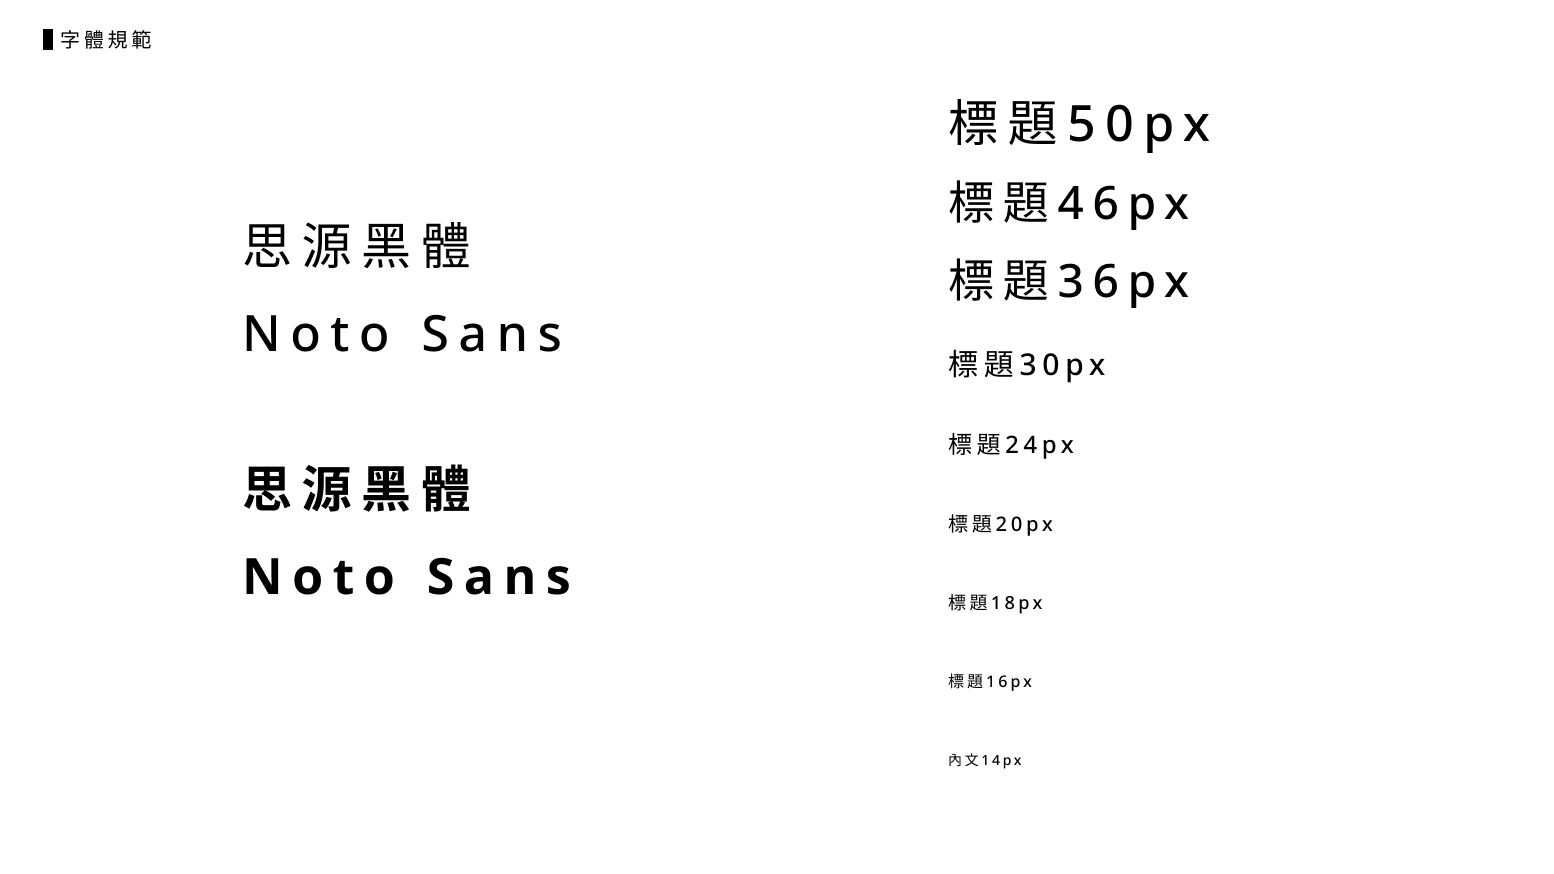 字體規範
思源黑體
Noto Sans
思源黑體
Noto Sans
標題50px
標題46px
標題36px
標題30px
標題24px
標題20px
標題18px
標題16px
內文14px